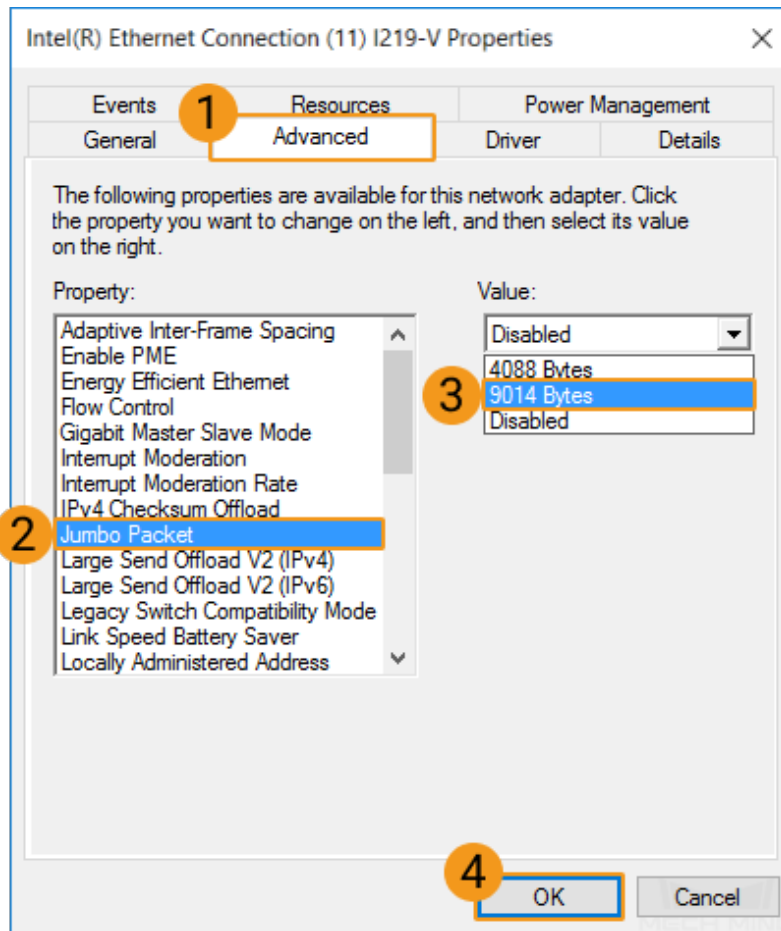 Intel(R) Ethernet Connection (11) I219-V Properties
Events
Resources
Power Management
1
General
Advanced
Driver
Details
The following properties are available for this network adapter. Click
the property you want to change on the left, and then select its value
on the right.
Property:
Value:
Adaptive Inter-Frame Spacing
Enable PME
Energy Efficient Ethernet
Flow Control
Gigabit Master Slave Mode
Interrupt Moderation
Interrupt Moderation Rate
IPv4 Checksum Offload
2
Jumbo Packet
Large Send Offload V2 (IPv4)
Large Send Offload V2 (IPv6)
Legacy Switch Compatibility Mode
Link Speed Battery Saver
Locally Administered Address
Disabled
4088 Bytes
3
9014 Bytes
Disabled
4
OK
Cancel
MECH MIND